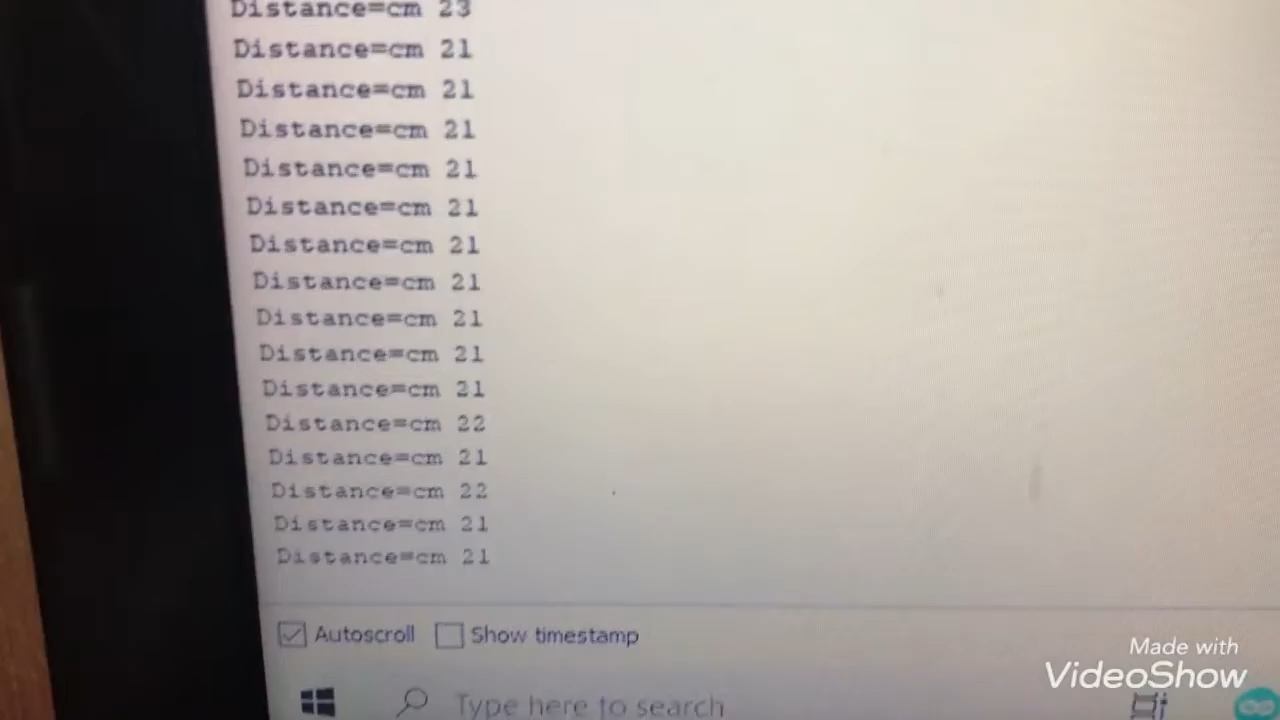 Distance=cm 23
Distance=cm 21
Distance=cm 21
Distance=cm 21
Distance=cm 21
Distance=cm 21
Distance=cm 21
Distance=cm 21
Distance=cm 21
Distance=cm 21
Distance=cm 21
Distance=cm 22
Distance=cm 21
Distance=cm 22
Distance=cm 21
Distance=cm 21
Autoscroll Show timestamp
Made with
VideoShow
Type here to search